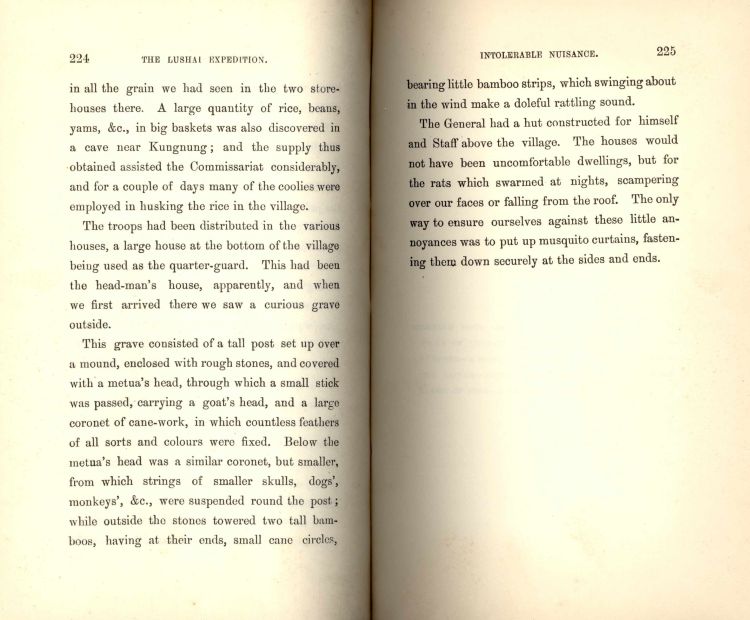 224 THE LUSHAI EXPEDITION.
in all the grain we had seen in the two store-
houses there. A large quantity of rice, beans,
yams, &c., in big baskets was also discovered in
a cave near Kungnung; and the supply thus
obtained assisted the Commissariat considerably,
and for a couple of days many of the coolies were
employed in husking the rice in the village.
The troops had been distributed in the various
houses, a large house at the bottom of the village
being used as the quarter-guard. This had been
the head-man's house, apparently, and when
we first arrived there we saw a curious grave
outside.
This grave consisted of a tall post set up over
a mound, enclosed with rough stones, and covered
with a metua's head, through which a small stick
was passed, carrying a goat's head, and a large
coronet of cane-work, in which countless feathers
of all sorts and colours were fixed. Below the
metua's head was a similar coronet, but smaller,
from which strings of smaller skulls, dogs',
monkeys', &c., were suspended round the post;
while outside the stones towered two tall bam-
boos, having at their ends, small cane circles,
INTOLERABLE NUISANCE. 225
bearing little bamboo strips, which swinging about
in the wind make a doleful rattling sound.
The General had a hut constructed for himself
and Staff above the village. The houses would
not have been uncomfortable dwellings, but for
the rats which swarmed at nights, scampering
over our faces or falling from the roof. The only
way to ensure ourselves against these little an-
noyances was to put up musquito curtains, fasten-
ing them down securely at the sides and ends.